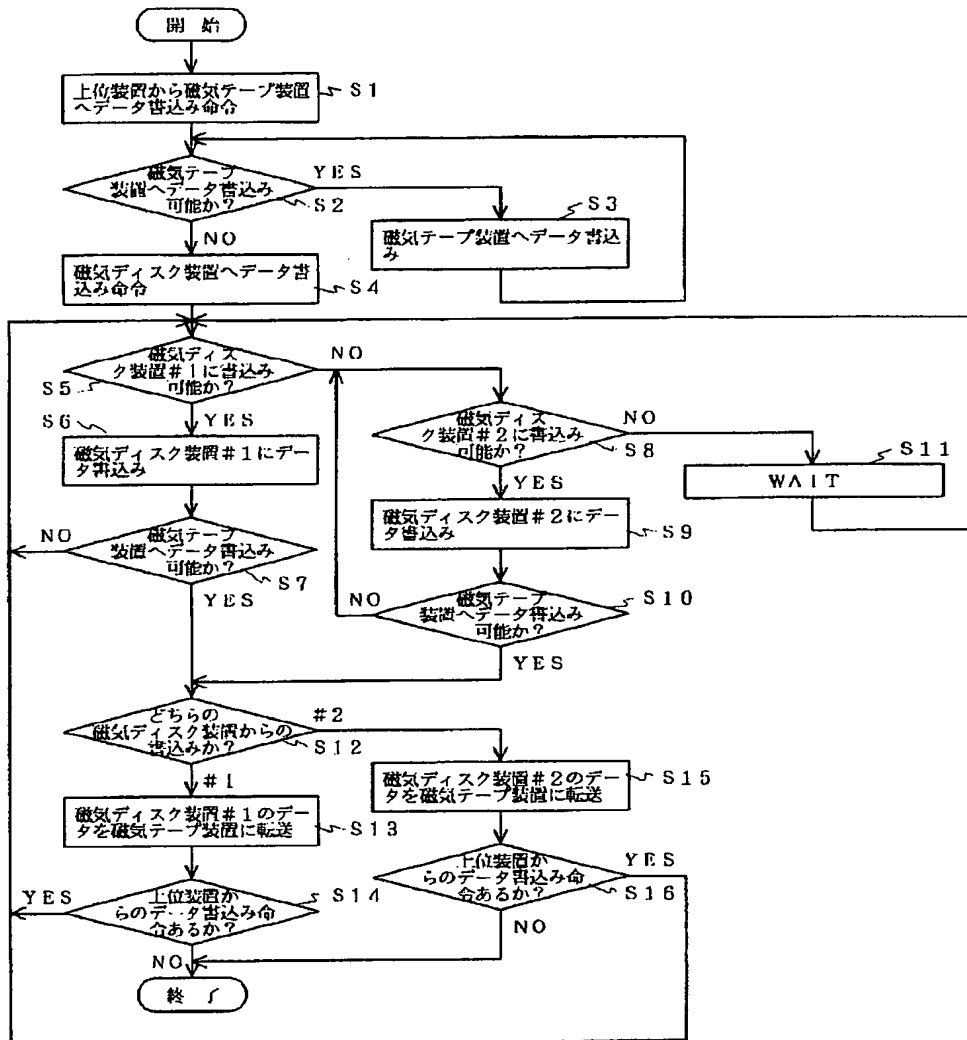 開 始
上位装置から磁気テープ装置
へデータ書込み命令
S1
磁気テープ
装置へデータ書込み
可能か?
S2
YES
NO
S3
磁気テープ装置へデータ書込
み
磁気ディスク装置へデータ書
込み命令
S4
磁気ディス
ク装置#1に書込み
可能か?
S5
NO
YES
S6
磁気ディスク装置#1にデー
タ書込み
磁気ディス
ク装置#2に書込み
可能か?
S8
NO
YES
S11
WAIT
磁気ディスク装置#2にデー
タ書込み
S9
磁気テープ
装置へデータ書込み
可能か?
S7
NO
YES
磁気テープ
装置へデータ書込み
可能か?
S10
NO
YES
どちらの
磁気ディスク装置からの
書込みか?
S12
#2
#1
磁気ディスク装置#1のデー
タを磁気テープ装置に転送
S13
磁気ディスク装置#2のデー
タを磁気テープ装置に転送
S15
上位装置か
らのデータ書込み命
令あるか?
S14
YES
NO
上位装置か
らのデータ書込み命
令あるか?
S16
YES
NO
終 了